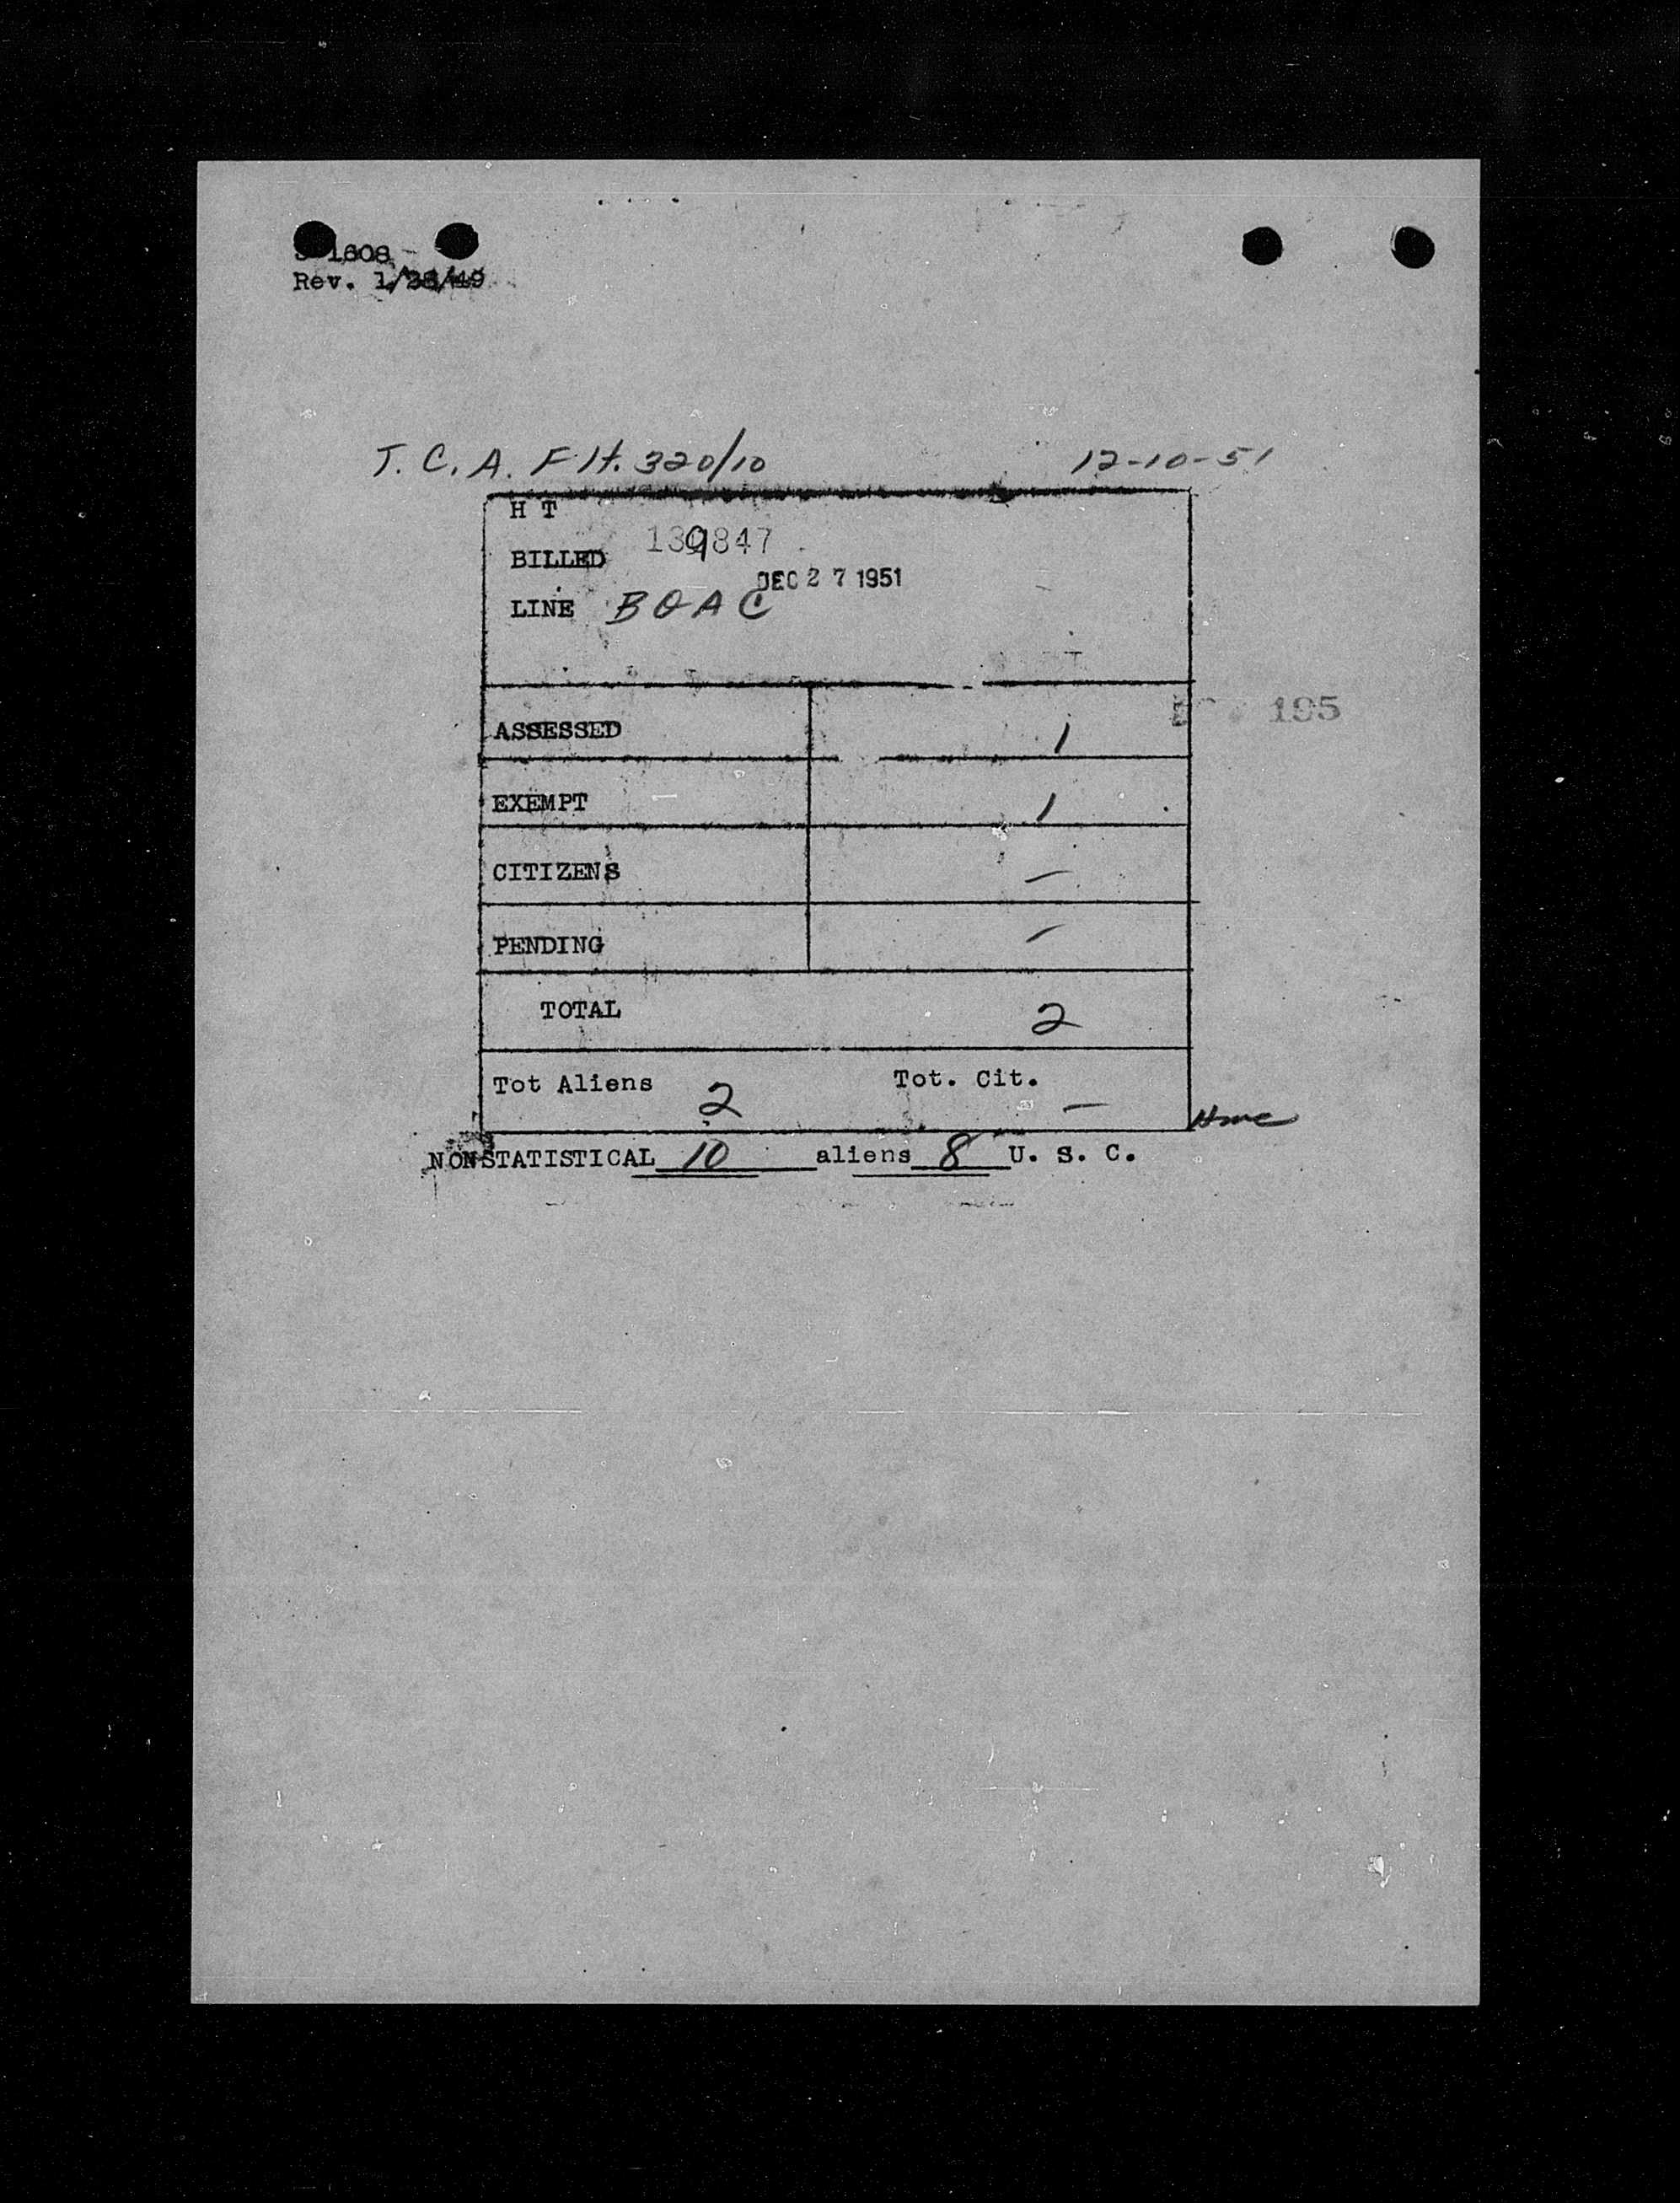 1608
Rev. 1/28/49
T. C. A. Flt. 320/10 12-10-51
H T
BILLED 139847
DEC 27 1951
LINE BOAC
195
ASSESSED 1
EXEMPT 1
CITIZENS –
PENDING –
TOTAL 2
Tot Aliens 2 Tot. Cit. –
NONSTATISTICAL 10 aliens 8 U. S. C.